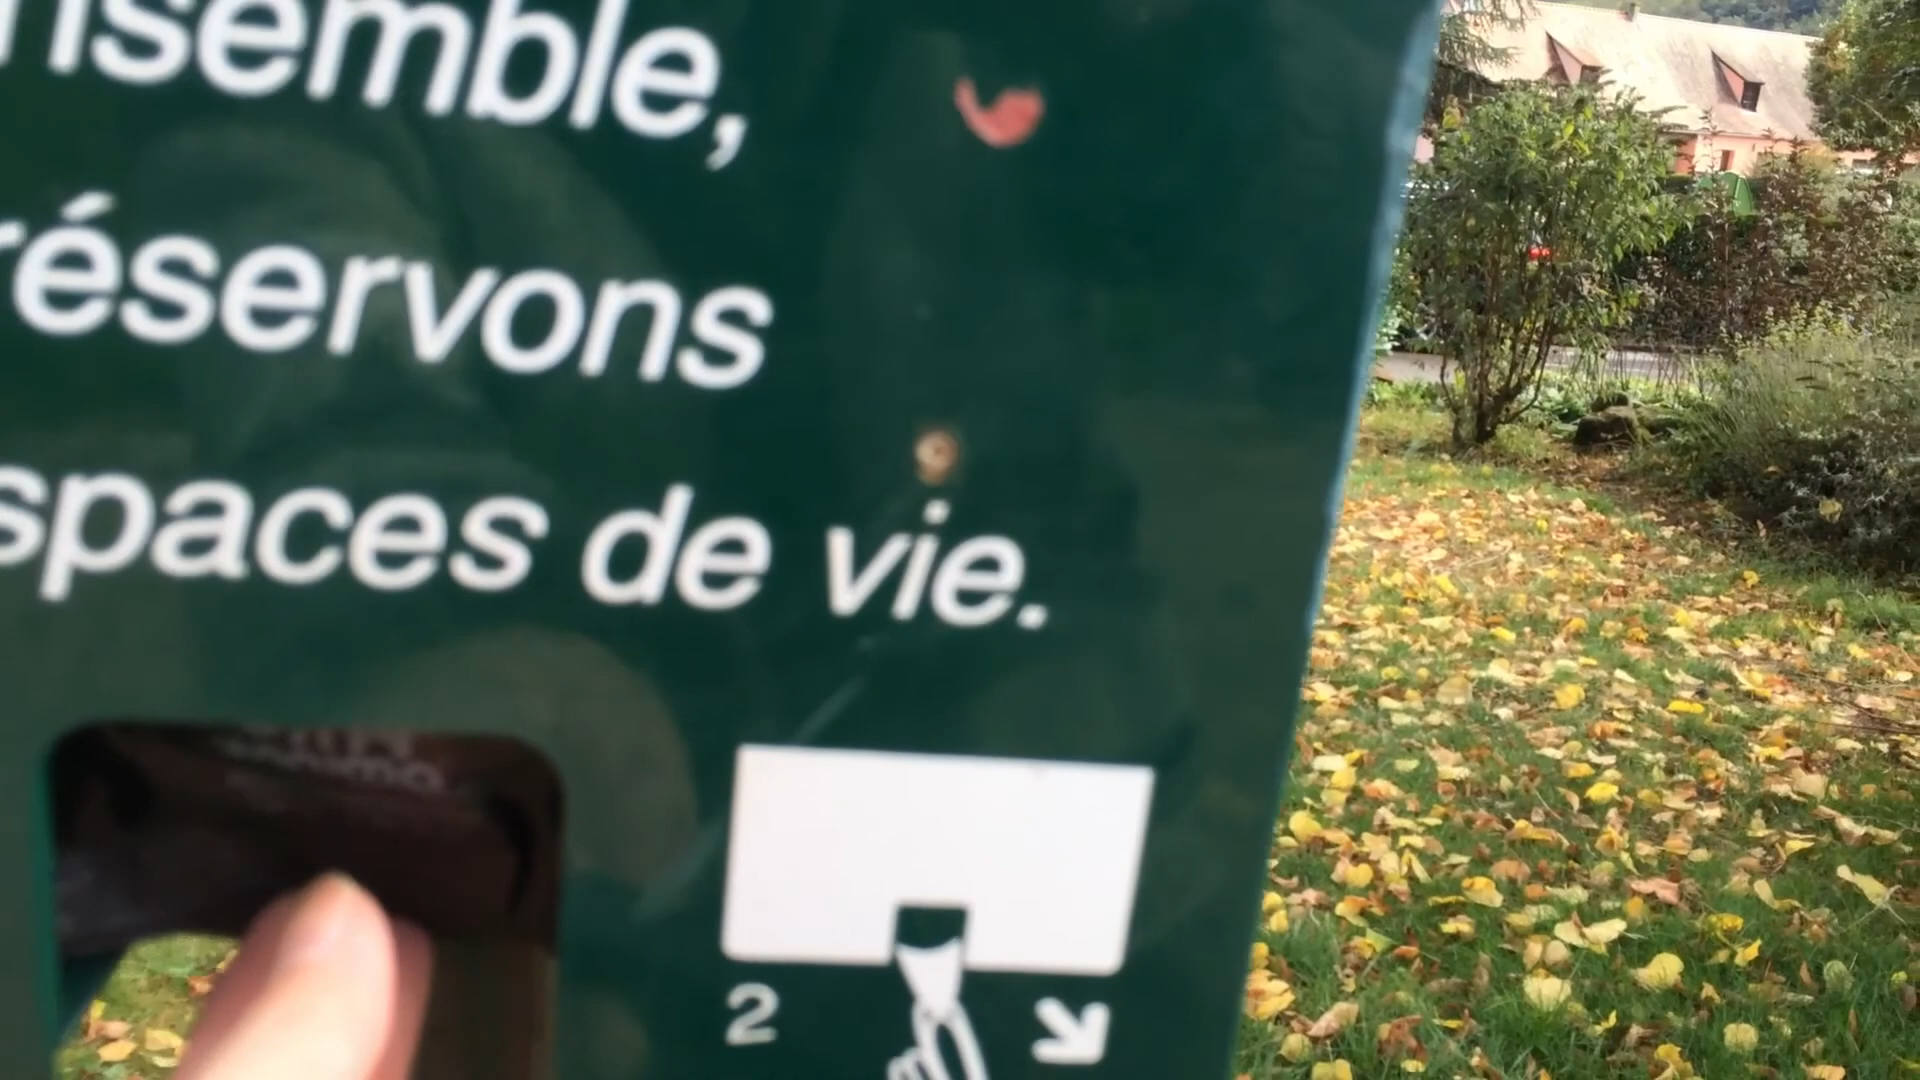 nsemble,
réservons
spaces de vie.
2